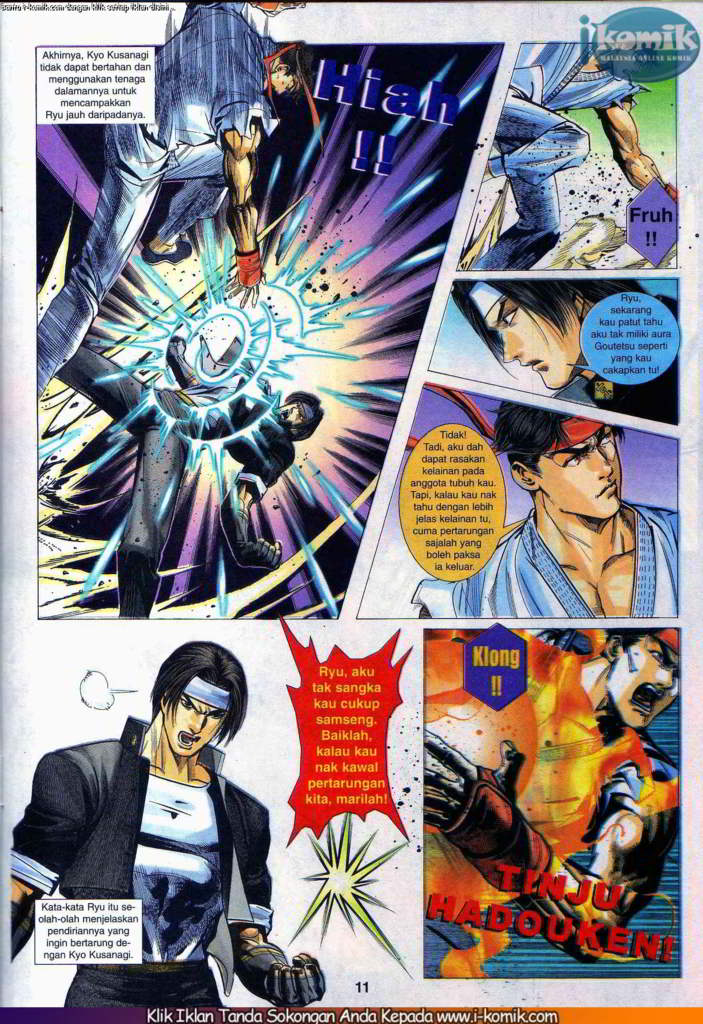 i komik
MALAYSIA ONLINE KOMIK
Akhirnya, Kyo Kusanagi
tidak dapat bertahan dan
menggunakan tenaga
dalamannya untuk
mencampakkan
Ryu jauh daripadanya.
Hiah
!!
Fruh
!!
Ryu,
sekarang
kau patut tahu
aku tak miliki aura
Goutetsu seperti
yang kau
cakapkan tu!
Tidak!
Tadi, aku dah
dapat rasakan
kelainan pada
anggota tubuh kau.
Tapi, kalau kau nak
tahu dengan lebih
jelas kelainan tu,
cuma pertarungan
sajalah yang
boleh paksa
ia keluar.
Ryu, aku
tak sangka
kau cukup
samseng.
Baiklah,
kalau kau
nak kawal
pertarungan
kita, marilah!
Kata-kata Ryu itu se-
olah-olah menjelaskan
pendiriannya yang
ingin bertarung de-
ngan Kyo Kusanagi.
Klong
!!
TINJU
HADOUKEN!
11
Klik Iklan Tanda Sokongan Anda Kepada www.i-komik.com